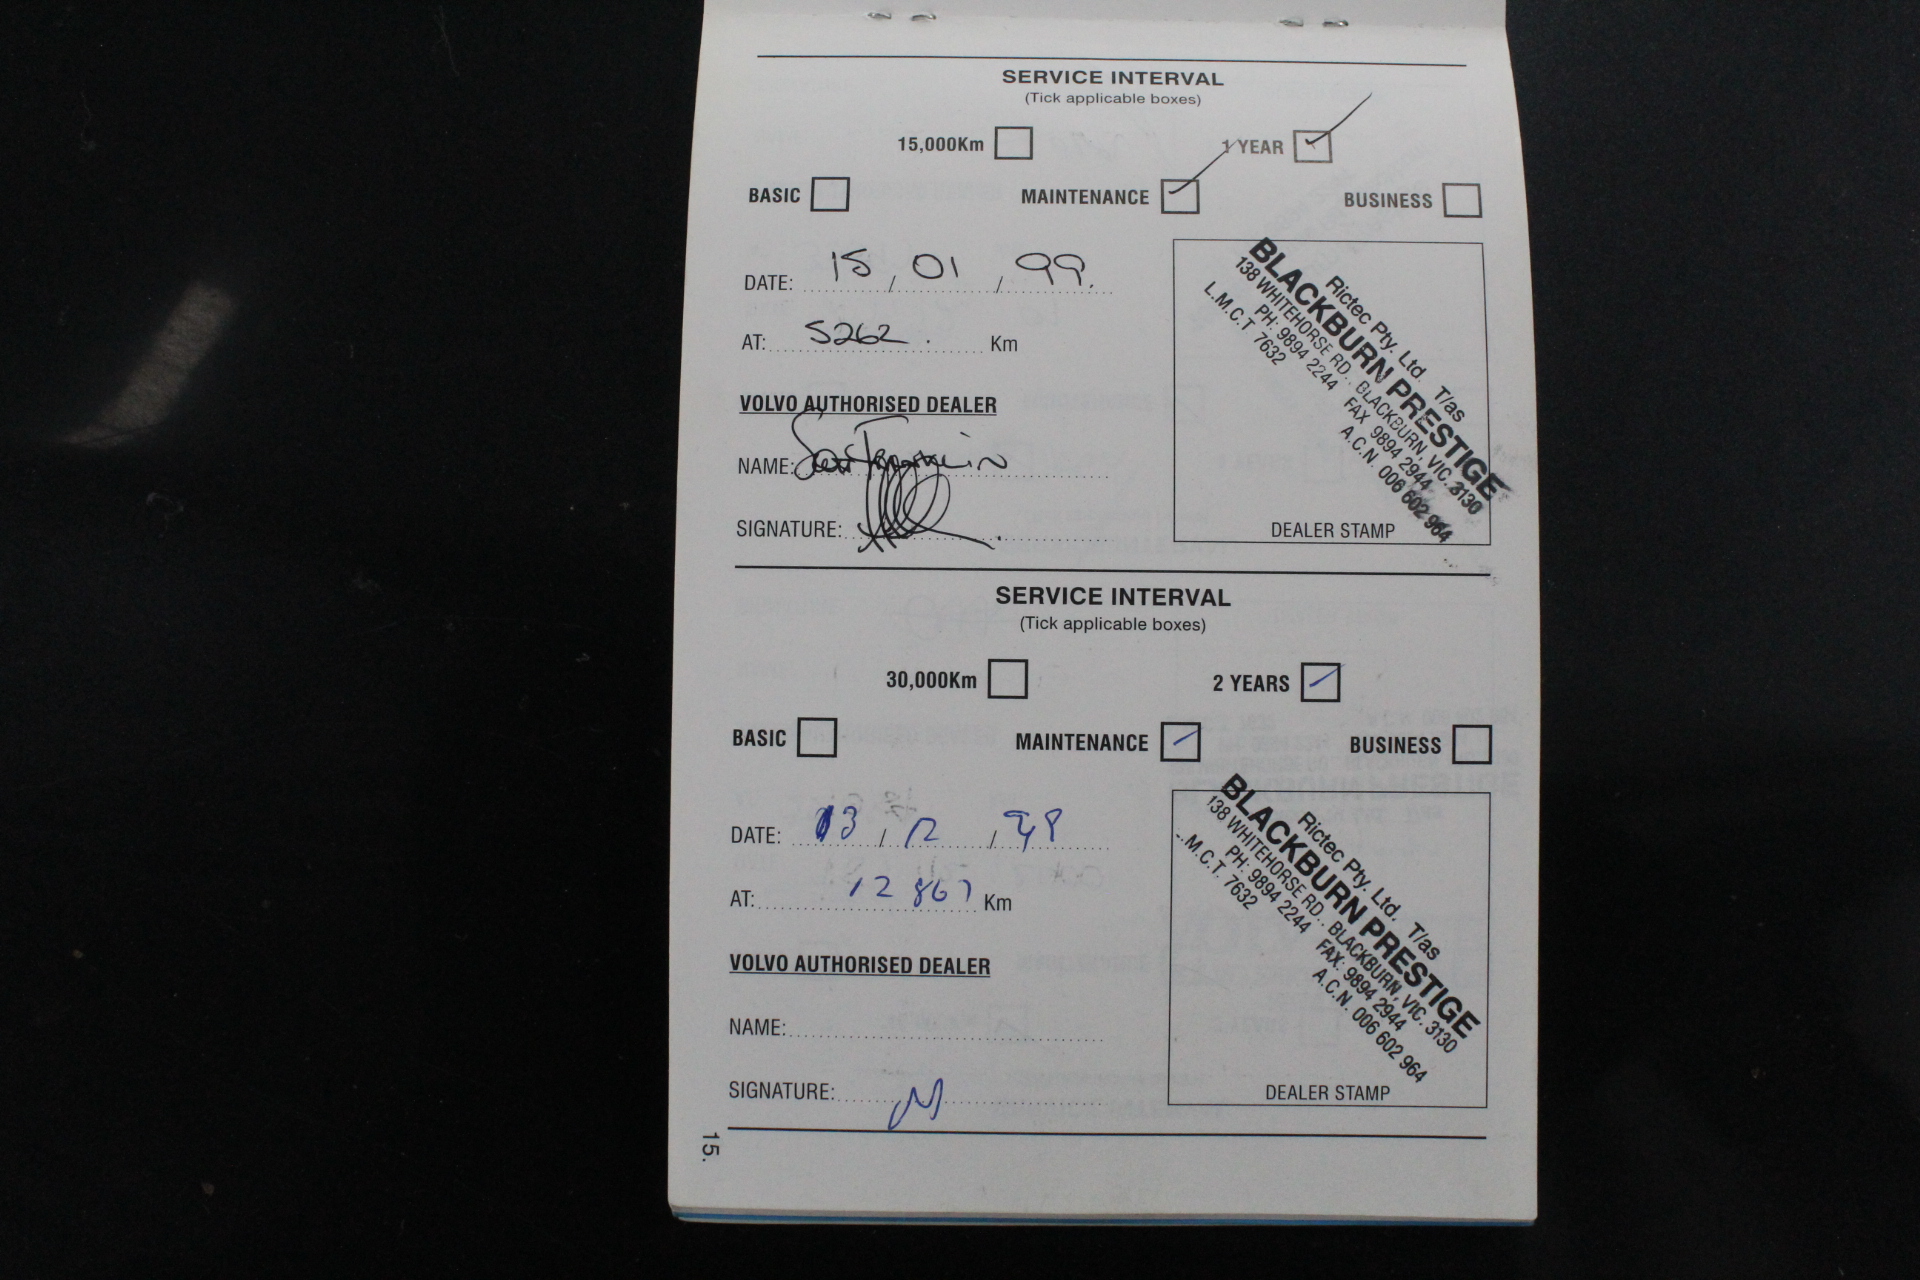 SERVICE INTERVAL
(Tick applicable boxes)
15,000Km 1 YEAR
BASIC MAINTENANCE BUSINESS
DATE: 15 / 01 / 99.
AT: 5262. Km
VOLVO AUTHORISED DEALER
NAME:
SIGNATURE:
Rictec Pty. Ltd. T/as
BLACKBURN PRESTIGE
138 WHITEHORSE RD., BLACKBURN, VIC. 3130
PH: 9894 2244 FAX 9894 2944
L.M.C.T. 7632 A.C.N. 006 602 964
DEALER STAMP
SERVICE INTERVAL
(Tick applicable boxes)
30,000Km 2 YEARS
BASIC MAINTENANCE BUSINESS
DATE: 13 / 12 /
AT: 12867 Km
VOLVO AUTHORISED DEALER
NAME:
SIGNATURE:
Rictec Pty. Ltd. T/as
BLACKBURN PRESTIGE
138 WHITEHORSE RD., BLACKBURN, VIC. 3130
PH: 9894 2244 FAX: 9894 2944
.M.C.T. 7632 A.C.N. 006 602 964
DEALER STAMP
15.